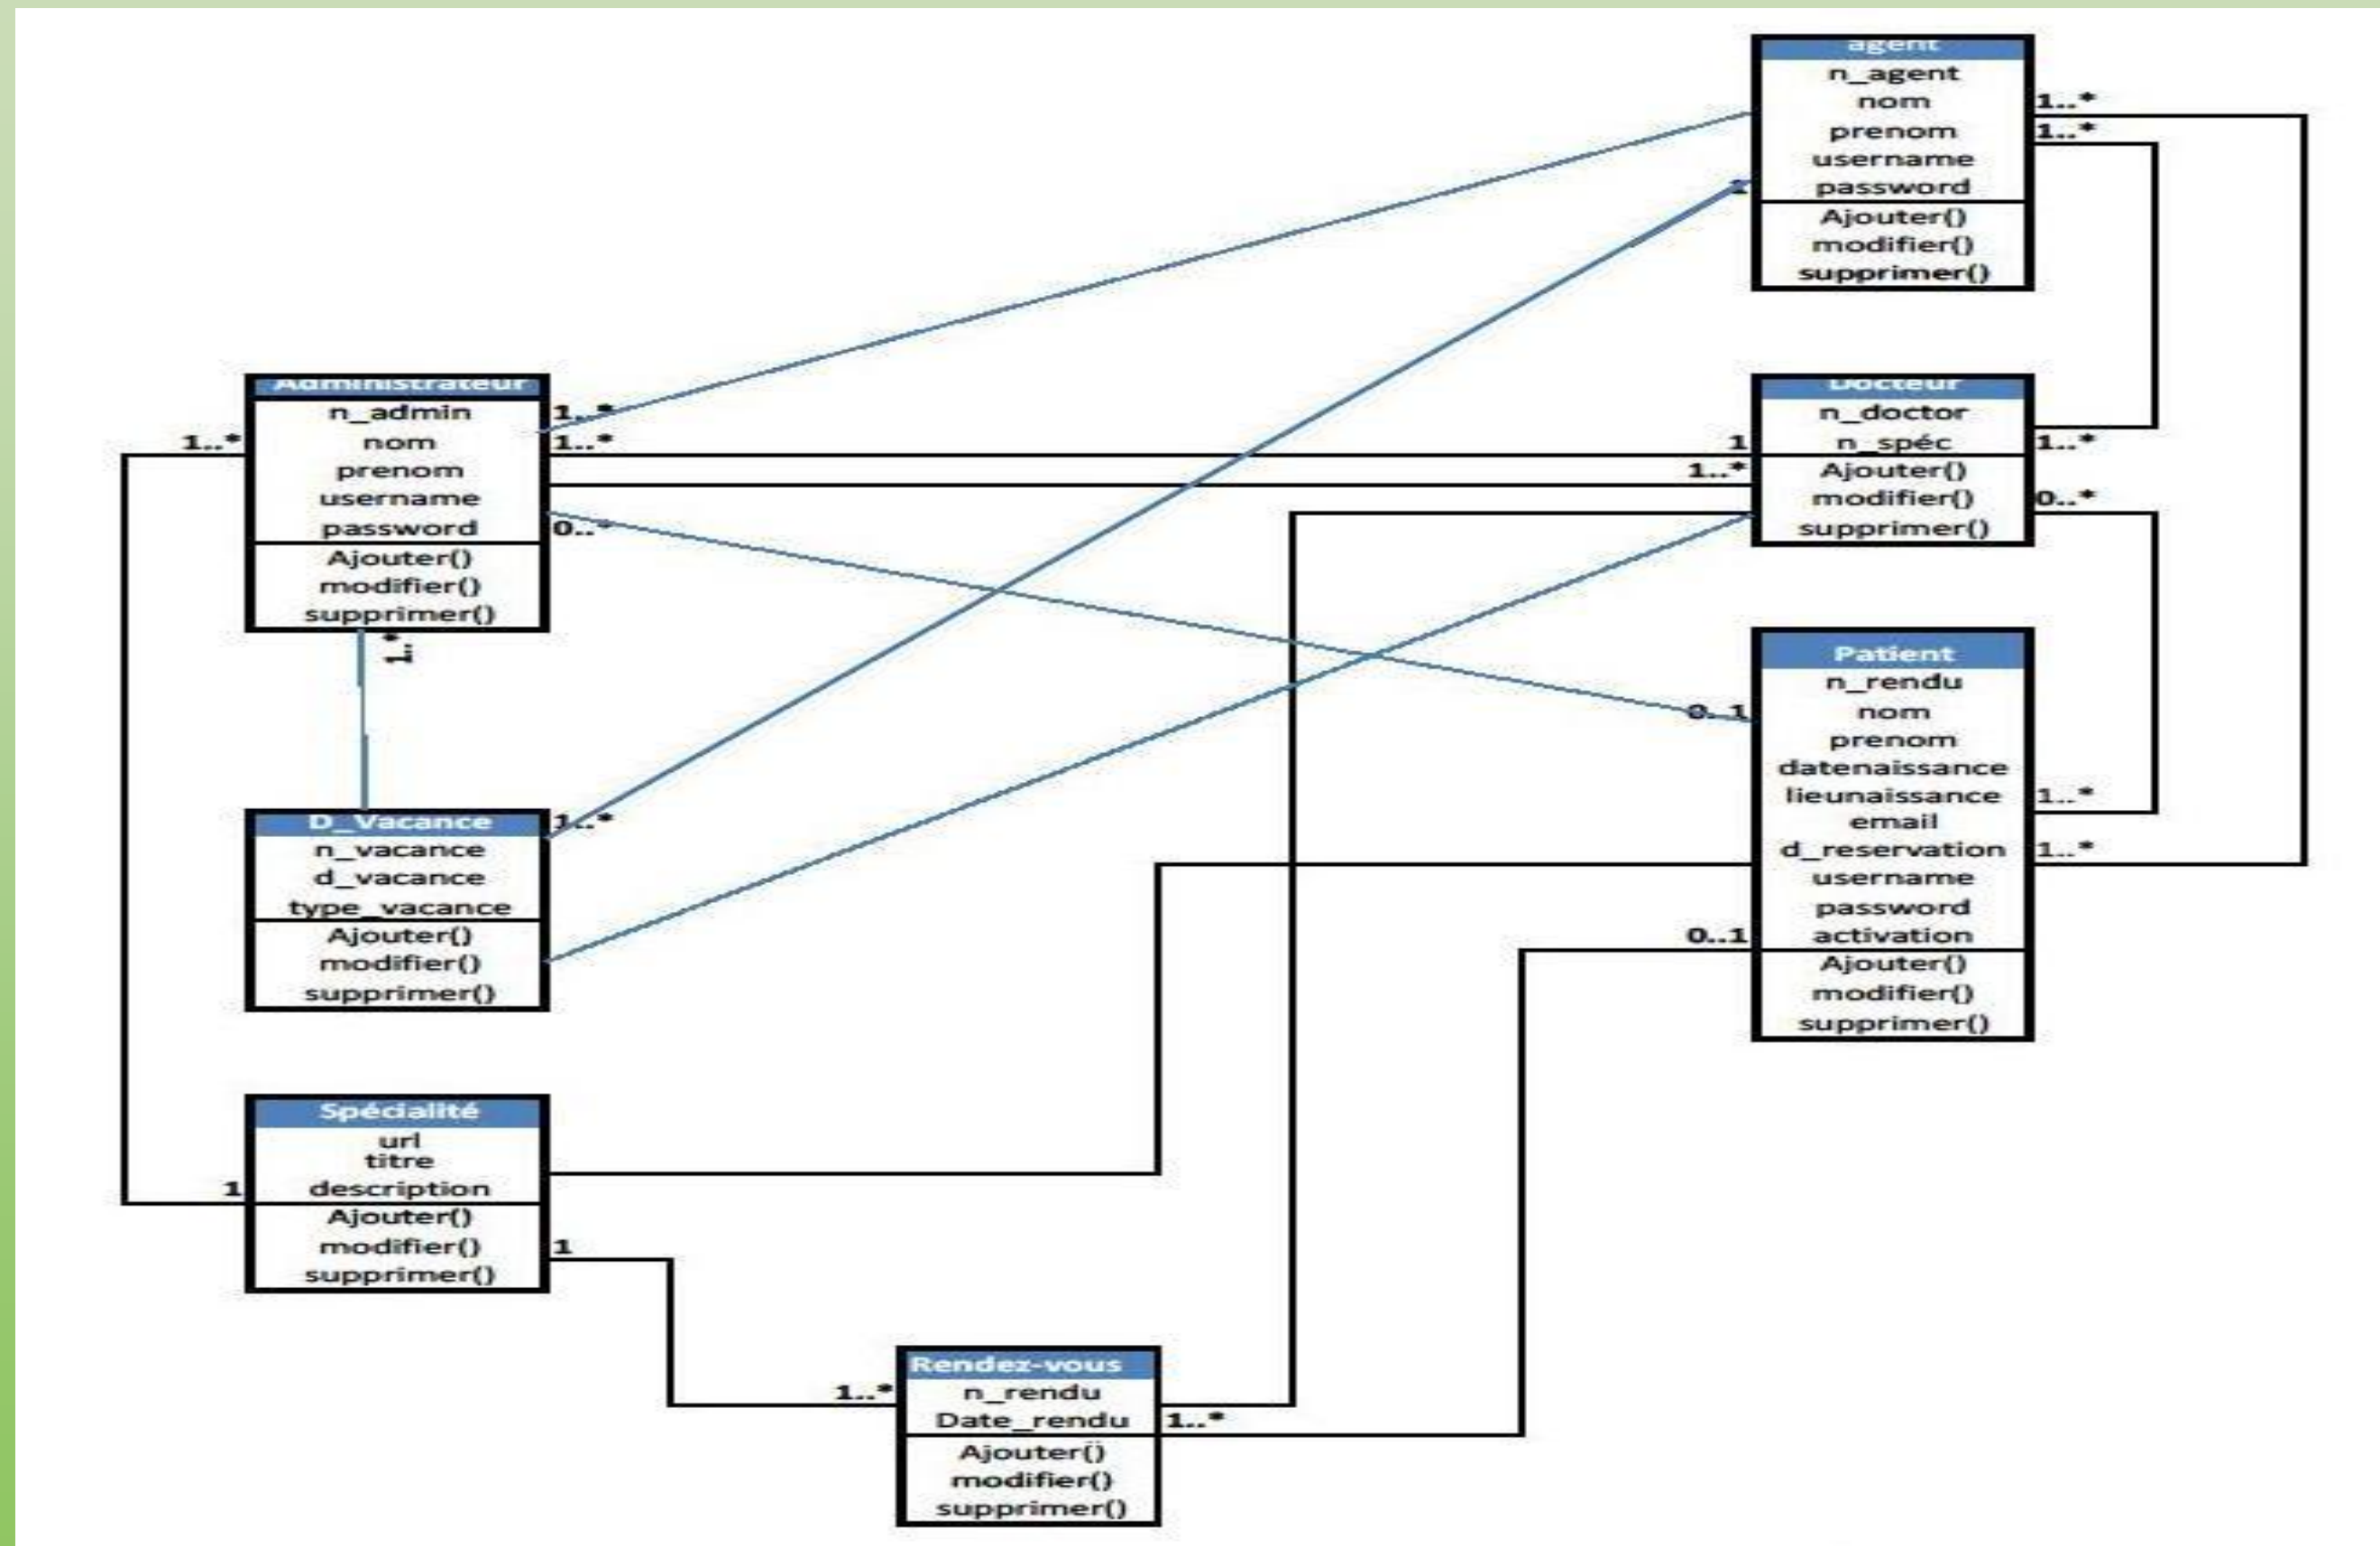 agent
n_agent
nom
prenom
username
password
Ajouter()
modifier()
supprimer()
1..*
1..*
1
Administrateur
n_admin
nom
prenom
username
password
Ajouter()
modifier()
supprimer()
1..*
1..*
1..*
0..*
1..*
Docteur
n_doctor
n_spéc
Ajouter()
modifier()
supprimer()
1
1..*
1..*
0..*
Patient
n_rendu
nom
prenom
datenaissance
lieunaissance
email
d_reservation
username
password
activation
Ajouter()
modifier()
supprimer()
0..1
1..*
1..*
0..1
D_Vacance
n_vacance
d_vacance
type_vacance
Ajouter()
modifier()
supprimer()
1..*
Spécialité
url
titre
description
Ajouter()
modifier()
supprimer()
1
1
Rendez-vous
n_rendu
Date_rendu
Ajouter()
modifier()
supprimer()
1..*
1..*